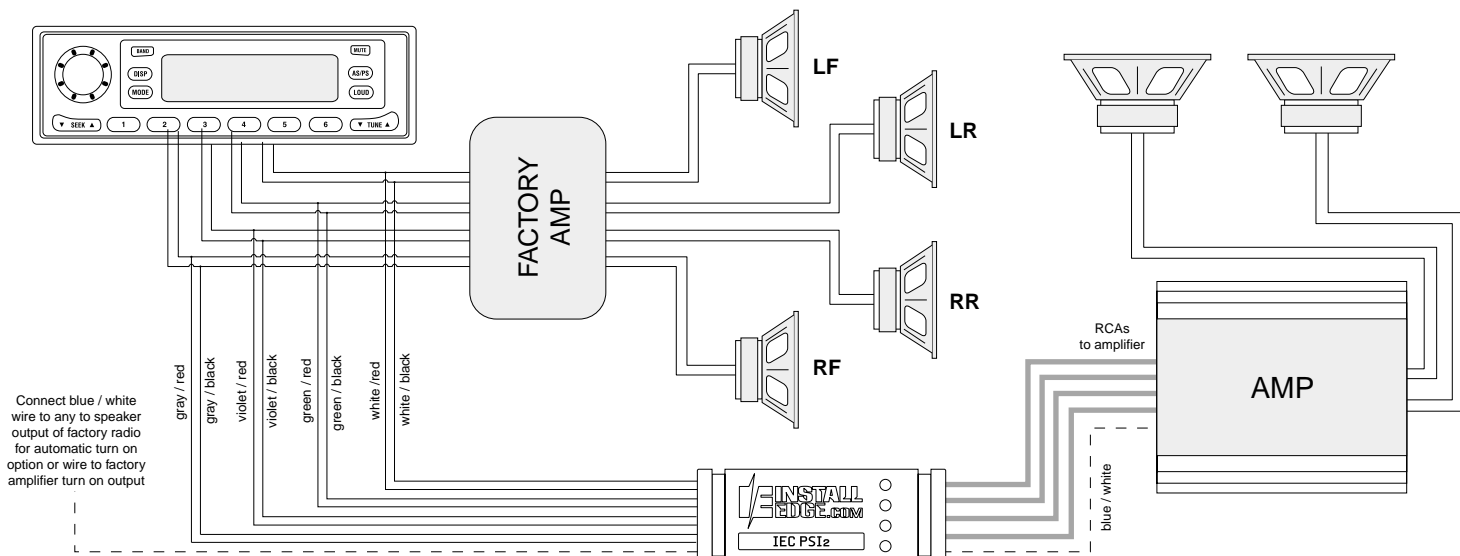 BAND
MUTE
DISP
AS/PS
MODE
LOUD
▼ SEEK ▲
1
2
3
4
5
6
▼ TUNE ▲
FACTORY
AMP
LF
LR
RR
RF
gray / red
gray / black
violet / red
violet / black
green / red
green / black
white /red
white / black
Connect blue / white
wire to any to speaker
output of factory radio
for automatic turn on
option or wire to factory
amplifier turn on output
INSTALL
EDGE.COM
IEC PSI2
RCAs
to amplifier
blue / white
AMP